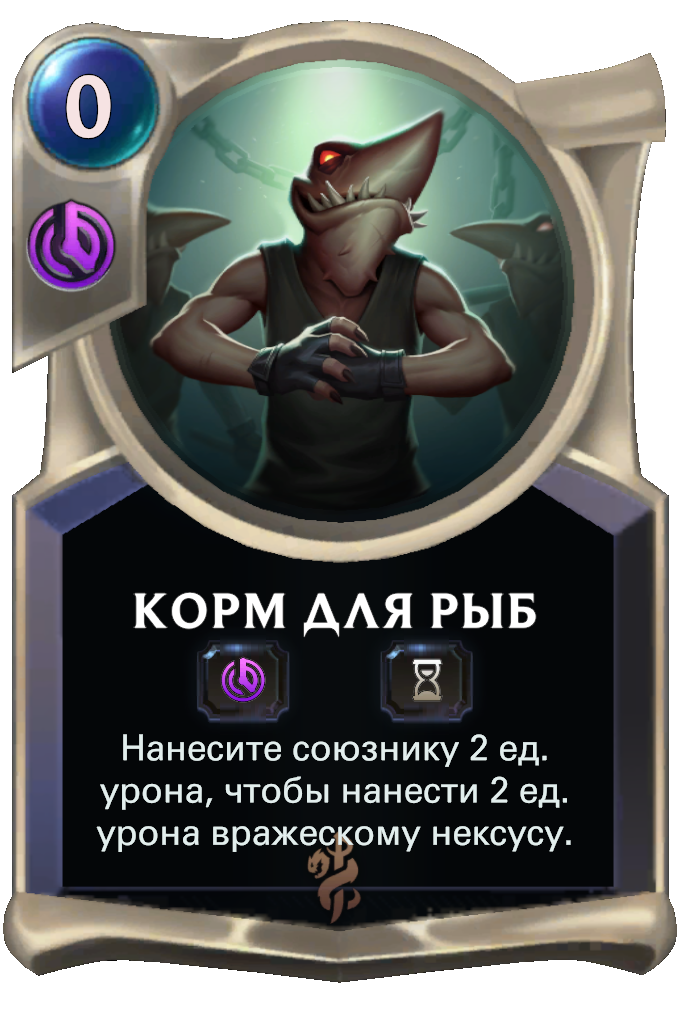 0
КОРМ ДЛЯ РЫБ
Нанесите союзнику 2 ед.
урона, чтобы нанести 2 ед.
урона вражескому нексусу.